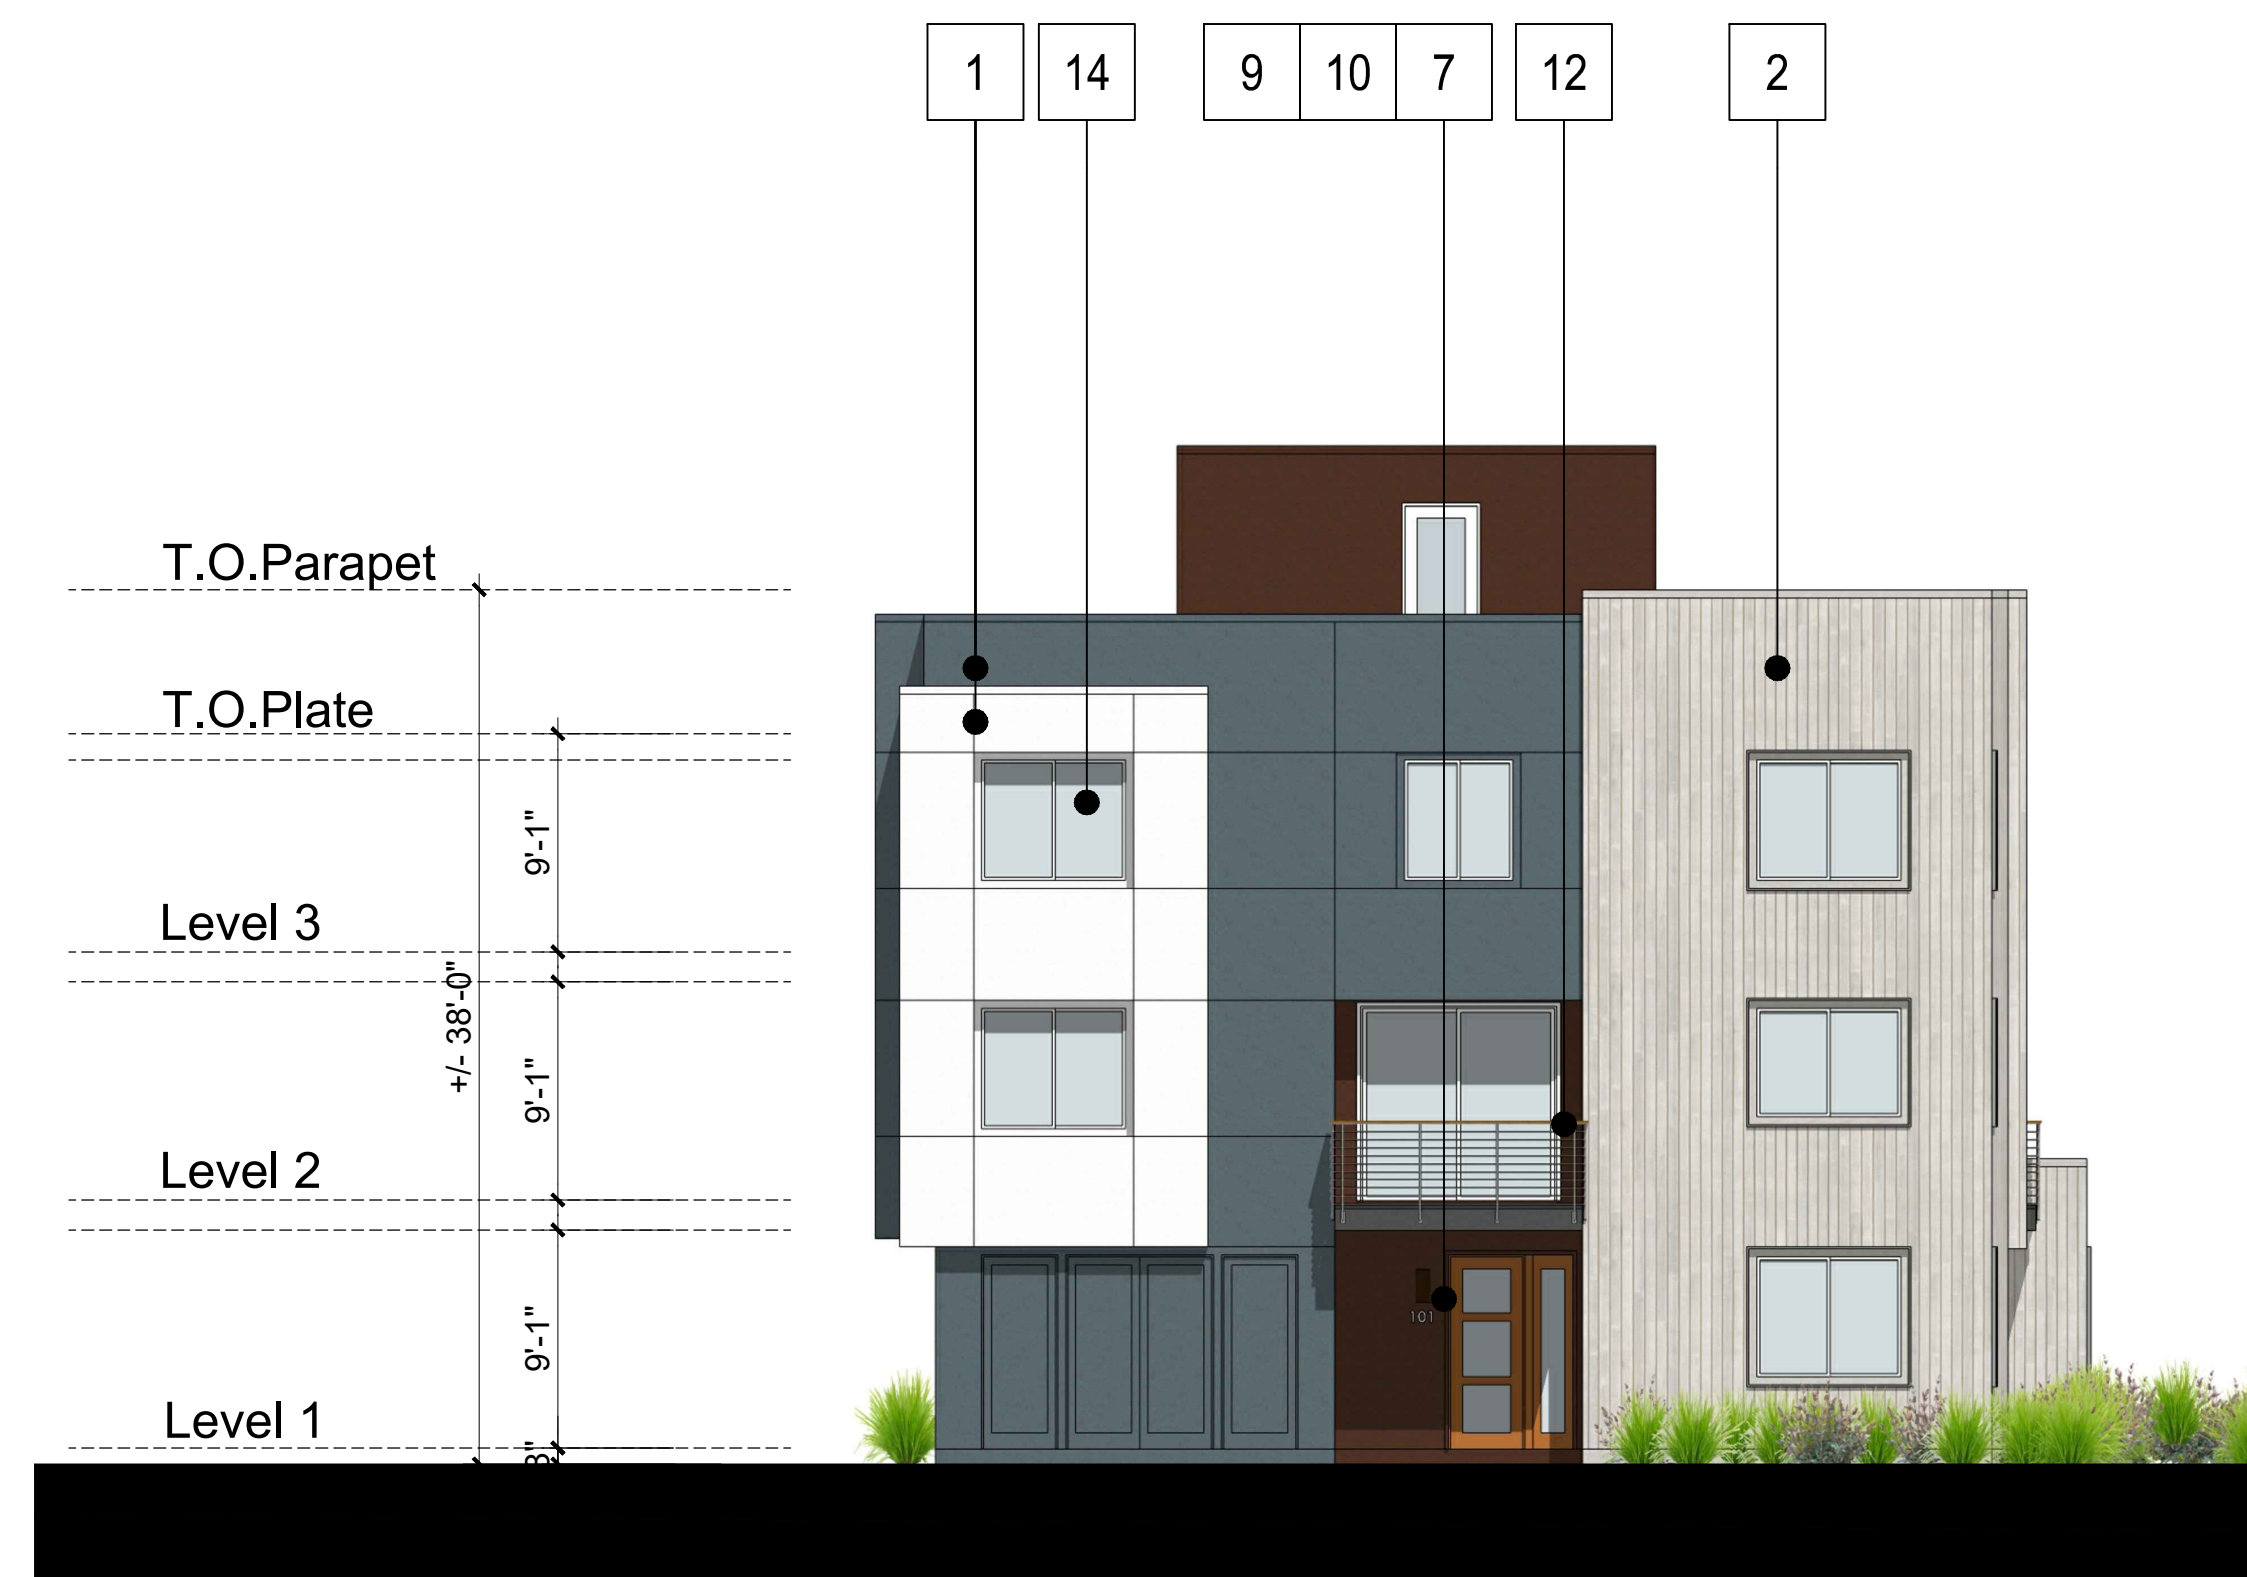 1 14 9 10 7 12 2
T.O.Parapet
T.O.Plate
9'-1"
Level 3
+/- 38'-0"
9'-1"
Level 2
9'-1"
101
Level 1
8"